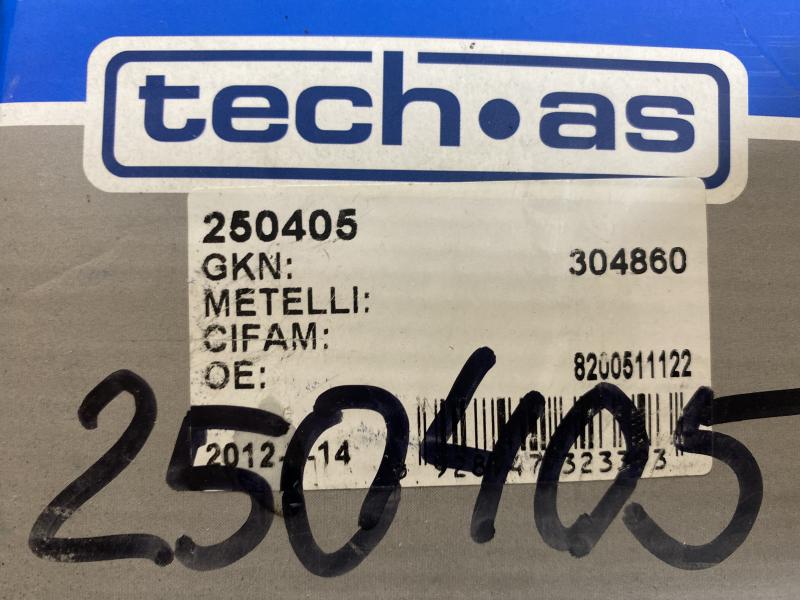 tech•as
250405
GKN: 304860
METELLI:
CIFAM:
OE: 8200511122
250405